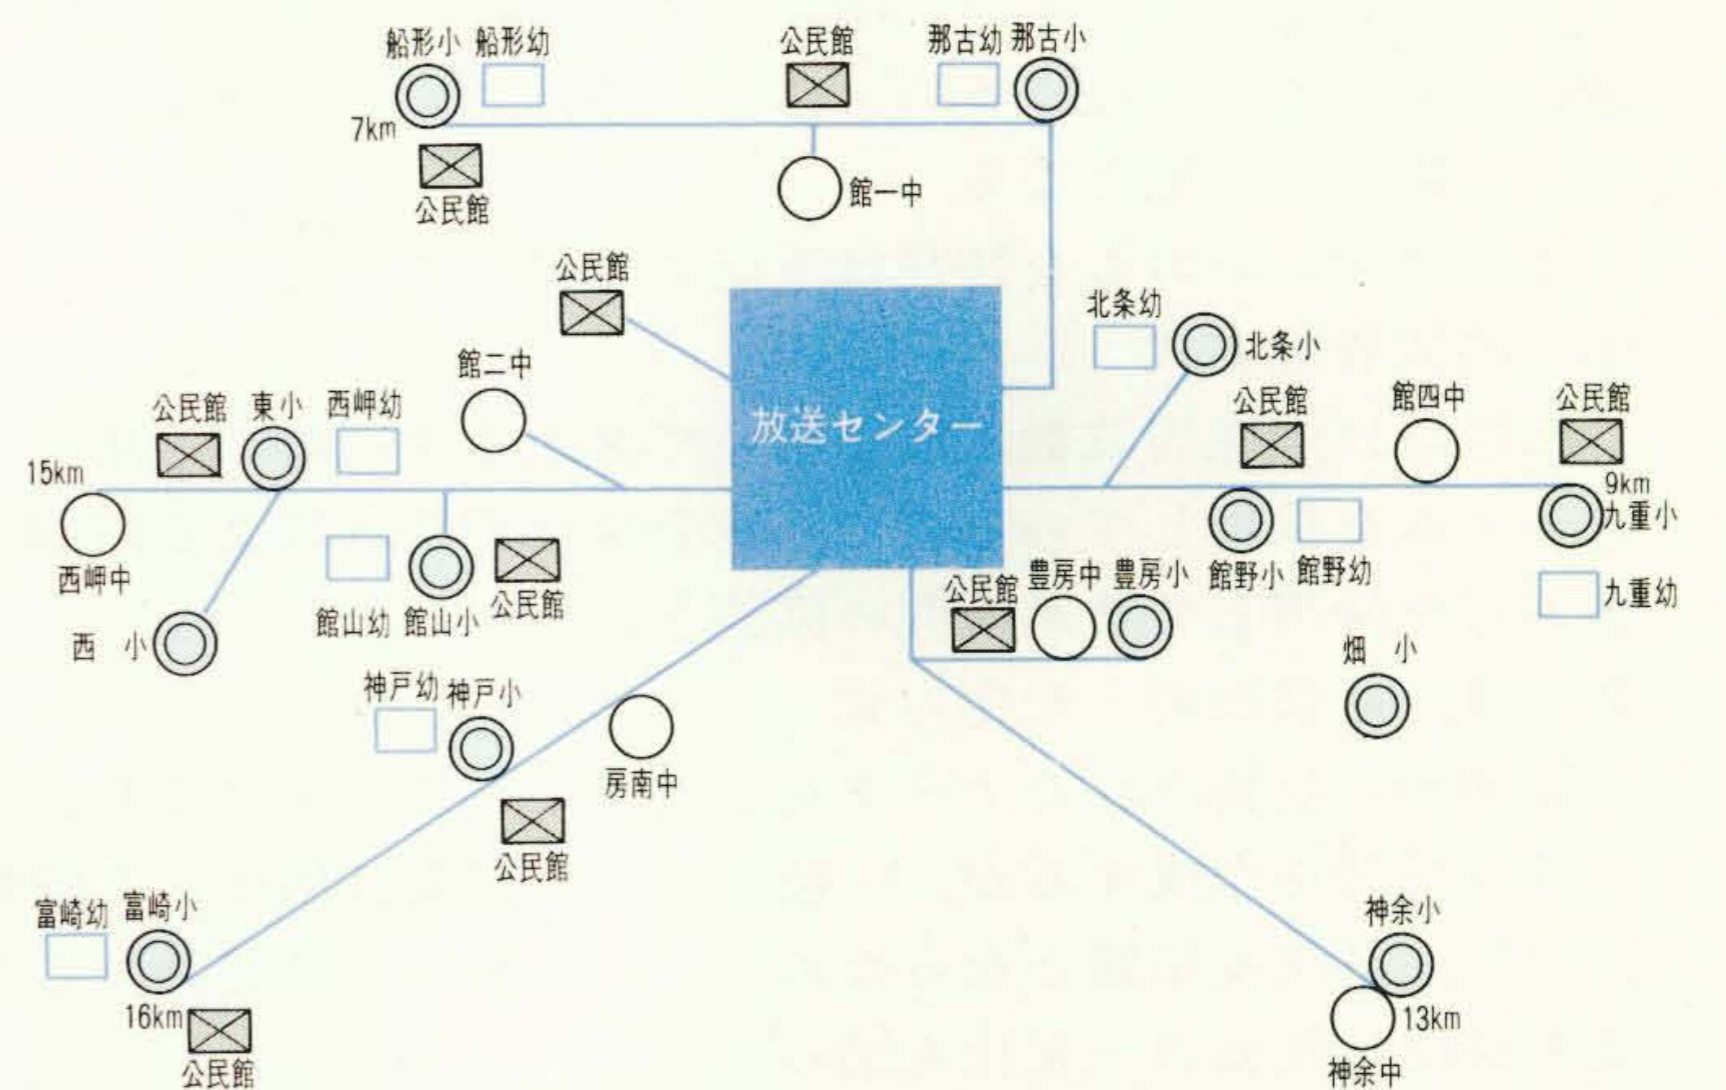 船形小 船形幼
公民館
那古幼 那古小
7km
公民館
館一中
公民館
放送センター
北条幼
北条小
館二中
公民館 東小 西岬幼
15km
西岬中
西 小
館山幼 館山小 公民館
公民館
館四中
公民館
9km
九重小
館野小 館野幼
九重幼
公民館 豊房中 豊房小
畑 小
神戸幼 神戸小
房南中
公民館
富崎幼 富崎小
16km
公民館
神余小
13km
神余中